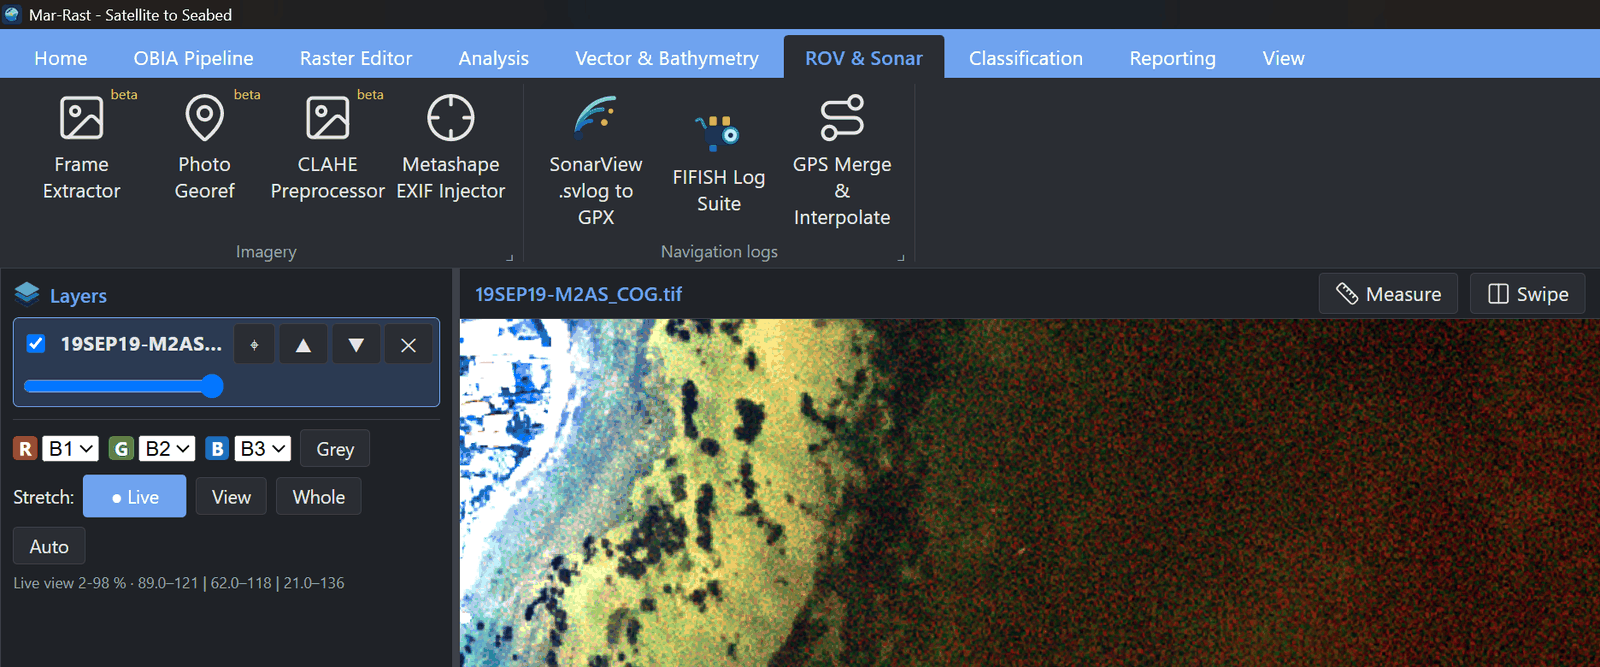 Mar-Rast - Satellite to Seabed
Home OBIA Pipeline Raster Editor Analysis Vector & Bathymetry ROV & Sonar Classification Reporting View
beta beta beta
Frame Extractor
Photo Georef
CLAHE Preprocessor
Metashape EXIF Injector
SonarView .svlog to GPX
FIFISH Log Suite
GPS Merge & Interpolate
Imagery Navigation logs
Layers
19SEP19-M2AS_COG.tif Measure Swipe
19SEP19-M2AS...
R B1 G B2 B B3 Grey
Stretch: Live View Whole
Auto
Live view 2-98 % · 89.0–121 | 62.0–118 | 21.0–136